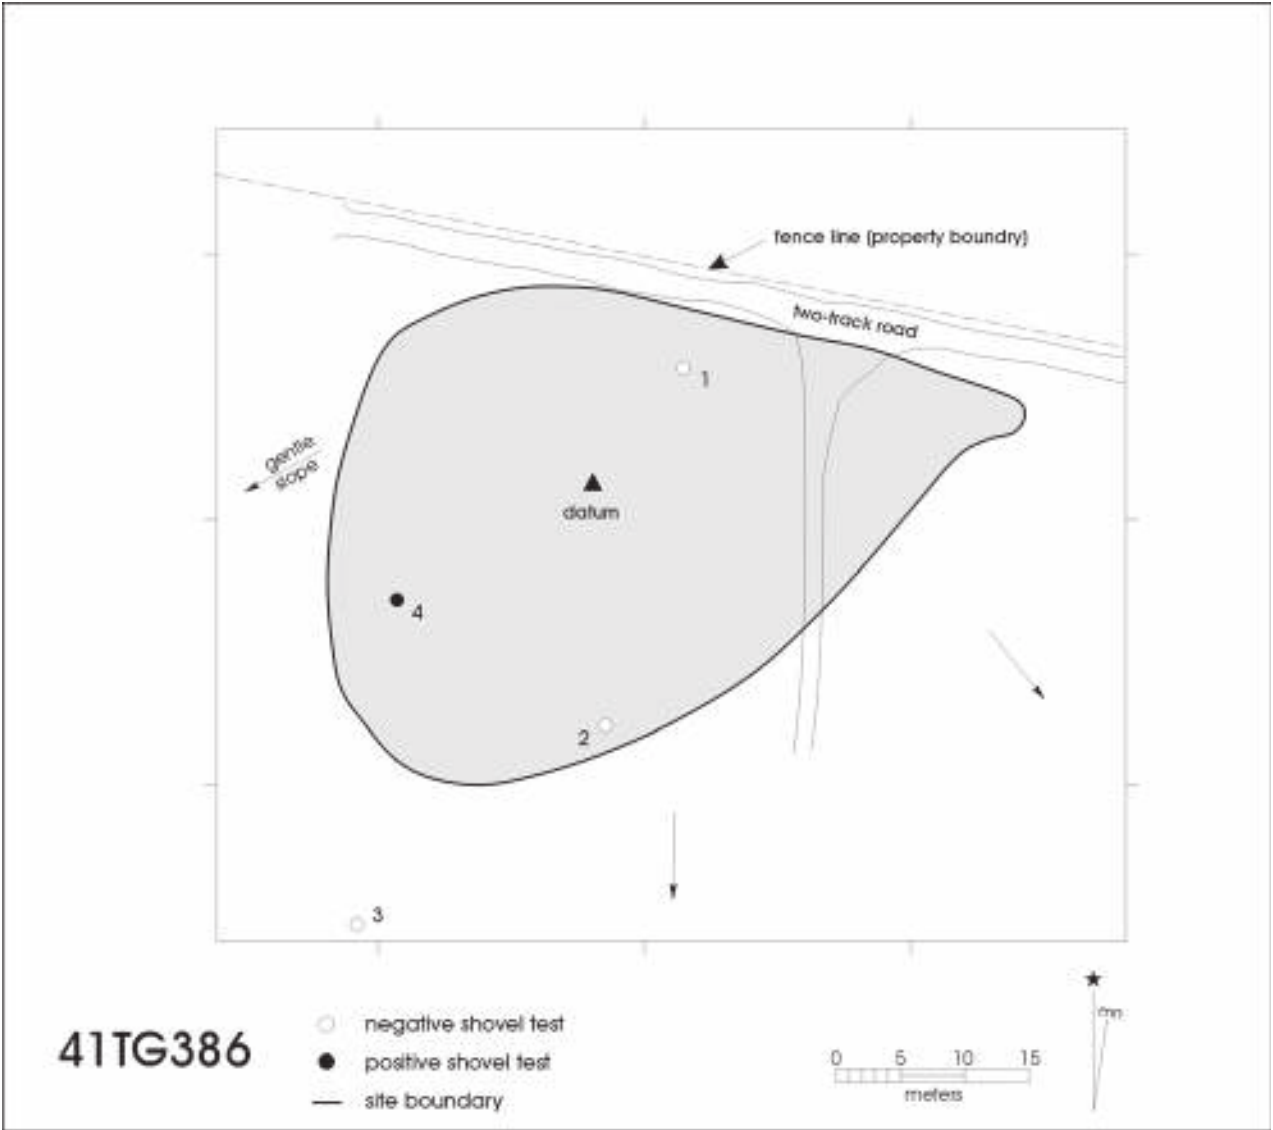 fence line (property boundry)
two-track road
1
gentle
slope
datum
4
2
3
41TG386
negative shovel test
positive shovel test
site boundary
0 5 10 15
meters